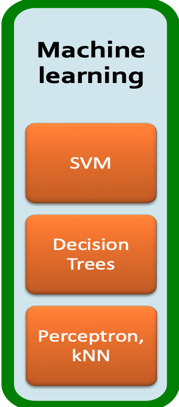 Machine
learning
SVM
Decision
Trees
Perceptron,
kNN